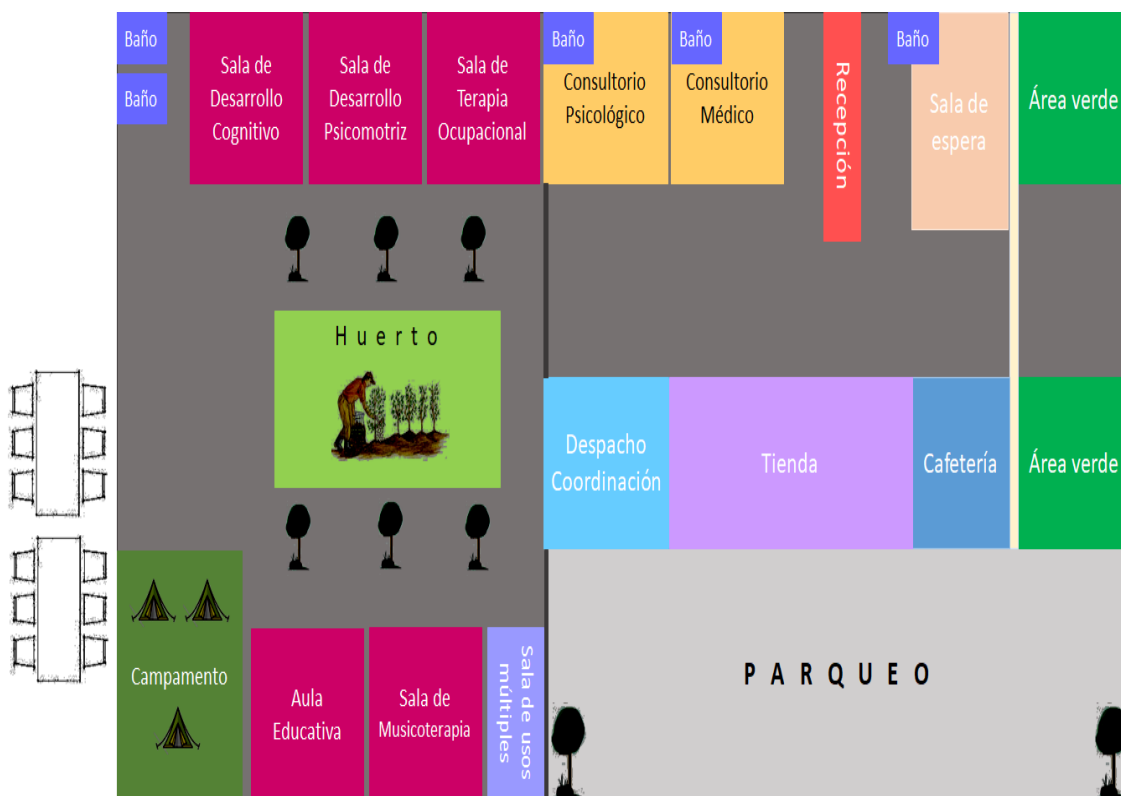 Baño
Baño
Sala de
Desarrollo
Cognitivo
Sala de
Desarrollo
Psicomotriz
Sala de
Terapia
Ocupacional
Baño
Consultorio
Psicológico
Baño
Consultorio
Médico
Recepción
Baño
Sala de
espera
Área verde
Huerto
Despacho
Coordinación
Tienda
Cafetería
Área verde
Campamento
Aula
Educativa
Sala de
Musicoterapia
Sala de usos
múltiples
PARQUEO